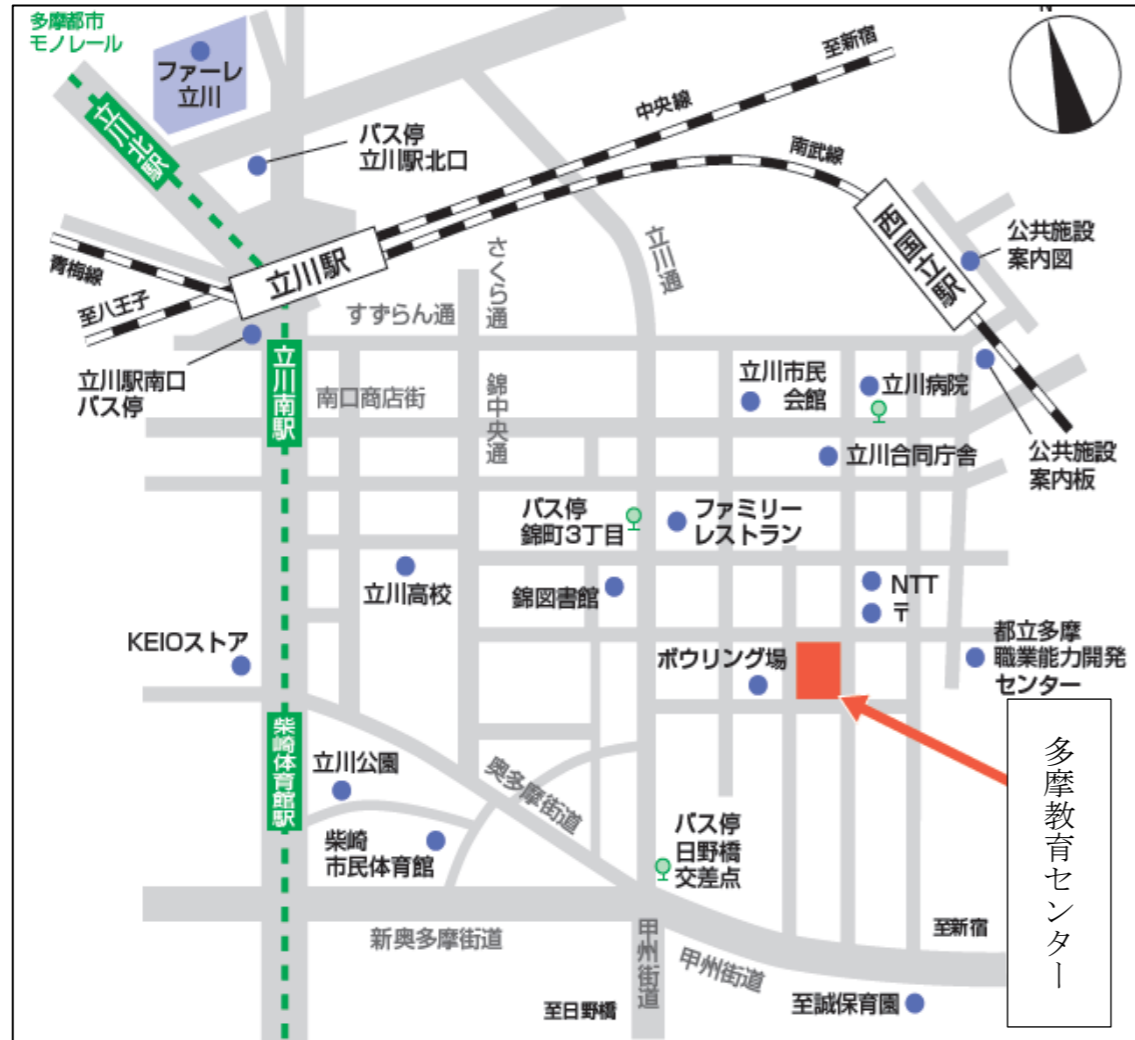 多摩都市
モノレール
ファーレ
立川
立川北駅
バス停
立川駅北口
至新宿
中央線
南武線
N
西国立駅
公共施設
案内図
青梅線
至八王子
立川駅
さくら通
立川通
すずらん通
立川駅南口
バス停
立川南駅
南口商店街
錦中央通
立川市民
会館
立川病院
立川合同庁舎
公共施設
案内板
バス停
錦町3丁目
ファミリー
レストラン
立川高校
錦図書館
NTT
〒
KEIOストア
ボウリング場
都立多摩
職業能力開発
センター
多摩教育センター
柴崎体育館駅
立川公園
奥多摩街道
柴崎
市民体育館
バス停
日野橋
交差点
新奥多摩街道
甲州街道
甲州街道
至新宿
至日野橋
至誠保育園